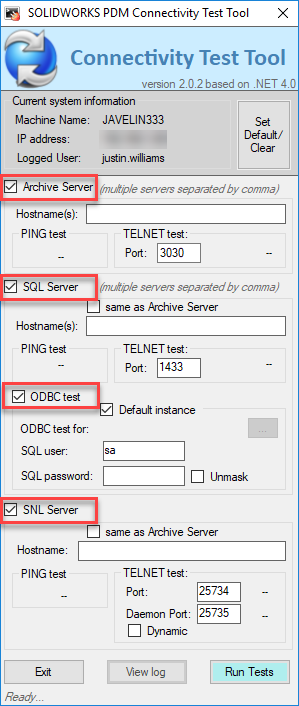 SOLIDWORKS PDM Connectivity Test Tool
Connectivity Test Tool
version 2.0.2 based on .NET 4.0
Current system information
Machine Name: JAVELIN333
IP address:
Logged User: justin.williams
Set Default/ Clear
Archive Server (multiple servers separated by comma)
Hostname(s):
PING test
--
TELNET test:
Port: 3030 --
SQL Server (multiple servers separated by comma)
same as Archive Server
Hostname(s):
PING test
--
TELNET test:
Port: 1433 --
ODBC test
Default instance
ODBC test for: ...
SQL user: sa
SQL password: Unmask
SNL Server
same as Archive Server
Hostname:
PING test
--
TELNET test:
Port: 25734 --
Daemon Port: 25735 --
Dynamic
Exit View log Run Tests
Ready...